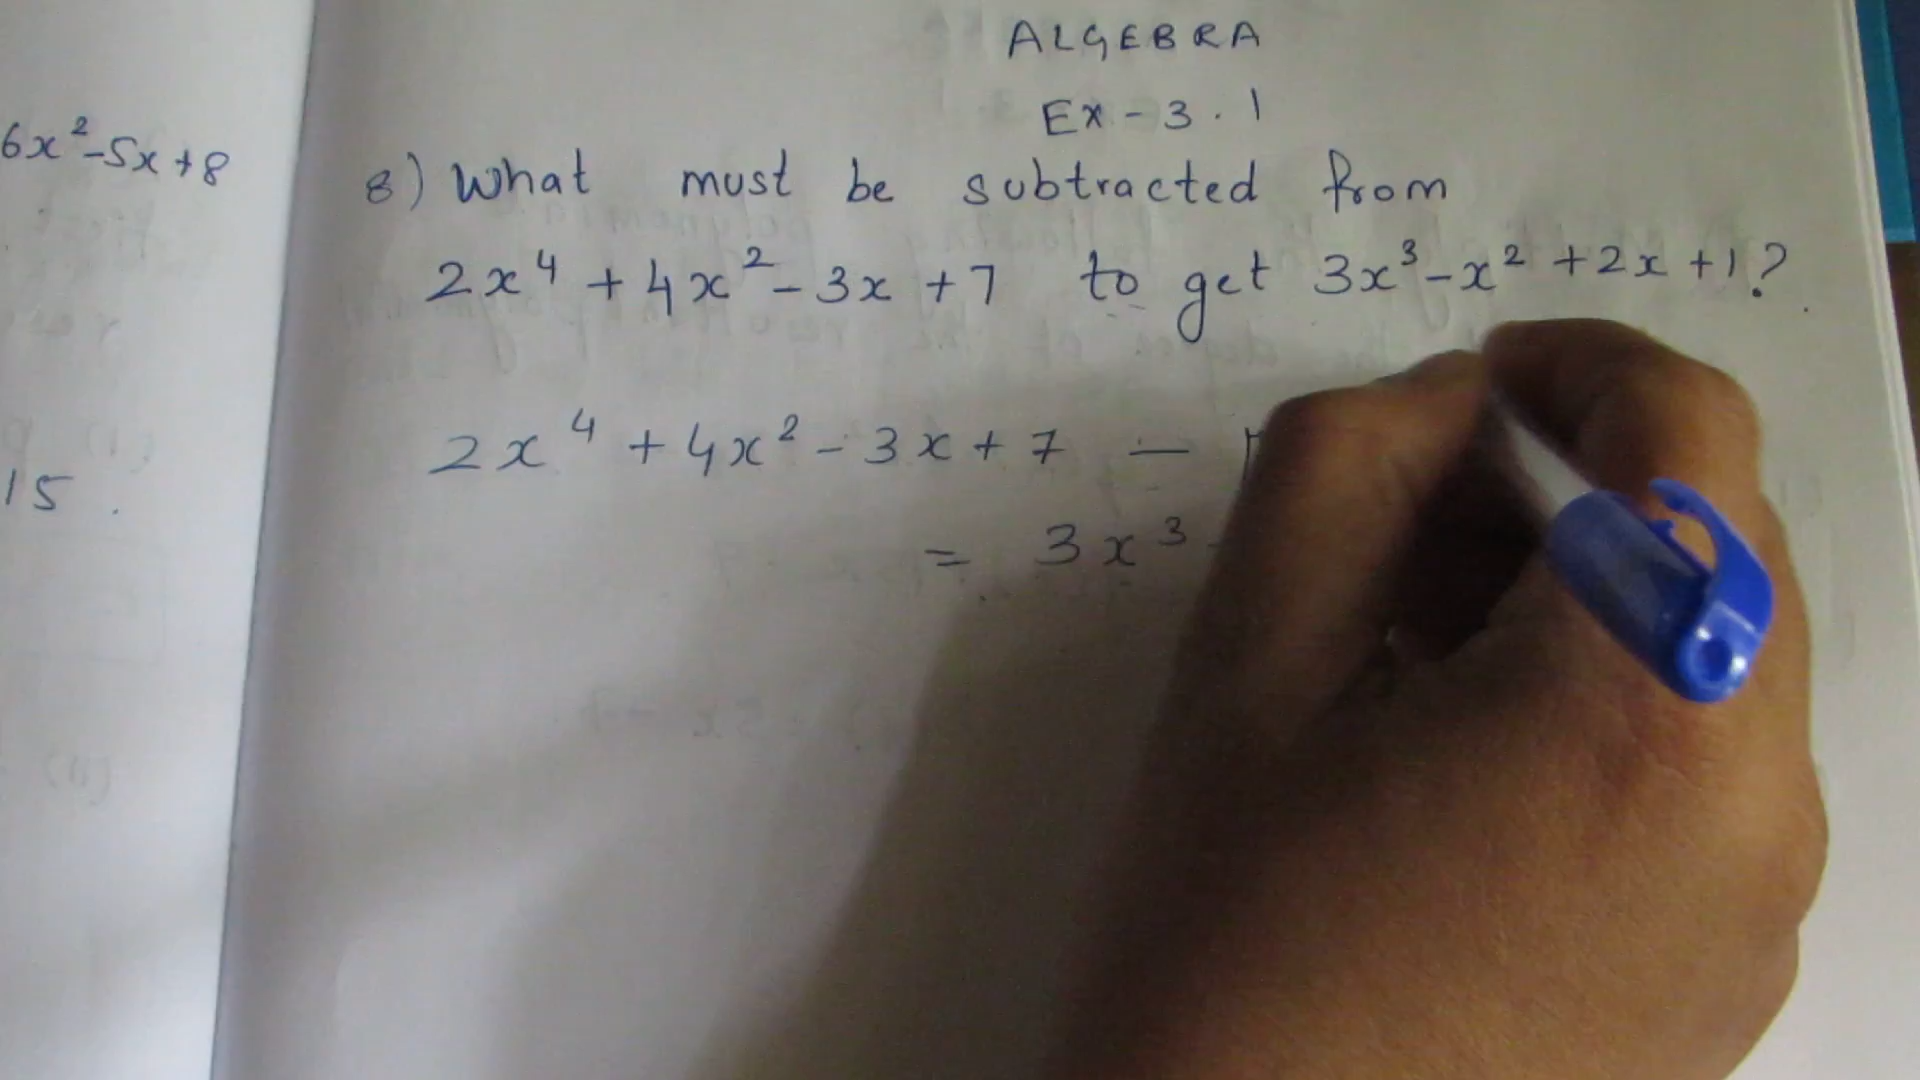 6x²-5x+8
15.
ALGEBRA
Ex-3.1
8) What must be subtracted from
2x⁴+4x²-3x+7 to get 3x³-x²+2x+1?
2x⁴+4x²-3x+7 —
= 3x³